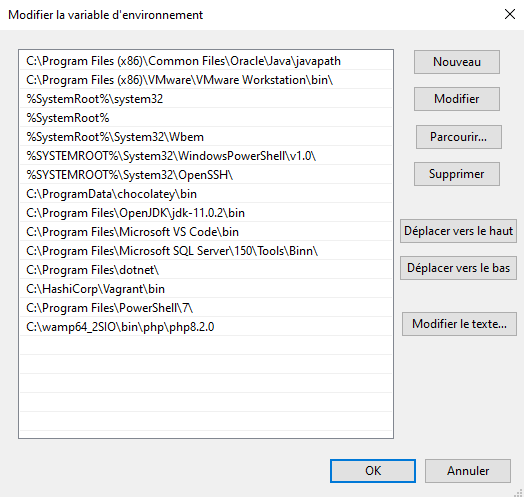 Modifier la variable d'environnement
C:\Program Files (x86)\Common Files\Oracle\Java\javapath
C:\Program Files (x86)\VMware\VMware Workstation\bin\
%SystemRoot%\system32
%SystemRoot%
%SystemRoot%\System32\Wbem
%SYSTEMROOT%\System32\WindowsPowerShell\v1.0\
%SYSTEMROOT%\System32\OpenSSH\
C:\ProgramData\chocolatey\bin
C:\Program Files\OpenJDK\jdk-11.0.2\bin
C:\Program Files\Microsoft VS Code\bin
C:\Program Files\Microsoft SQL Server\150\Tools\Binn\
C:\Program Files\dotnet\
C:\HashiCorp\Vagrant\bin
C:\Program Files\PowerShell\7\
C:\wamp64_2SIO\bin\php\php8.2.0
Nouveau
Modifier
Parcourir...
Supprimer
Déplacer vers le haut
Déplacer vers le bas
Modifier le texte...
OK
Annuler